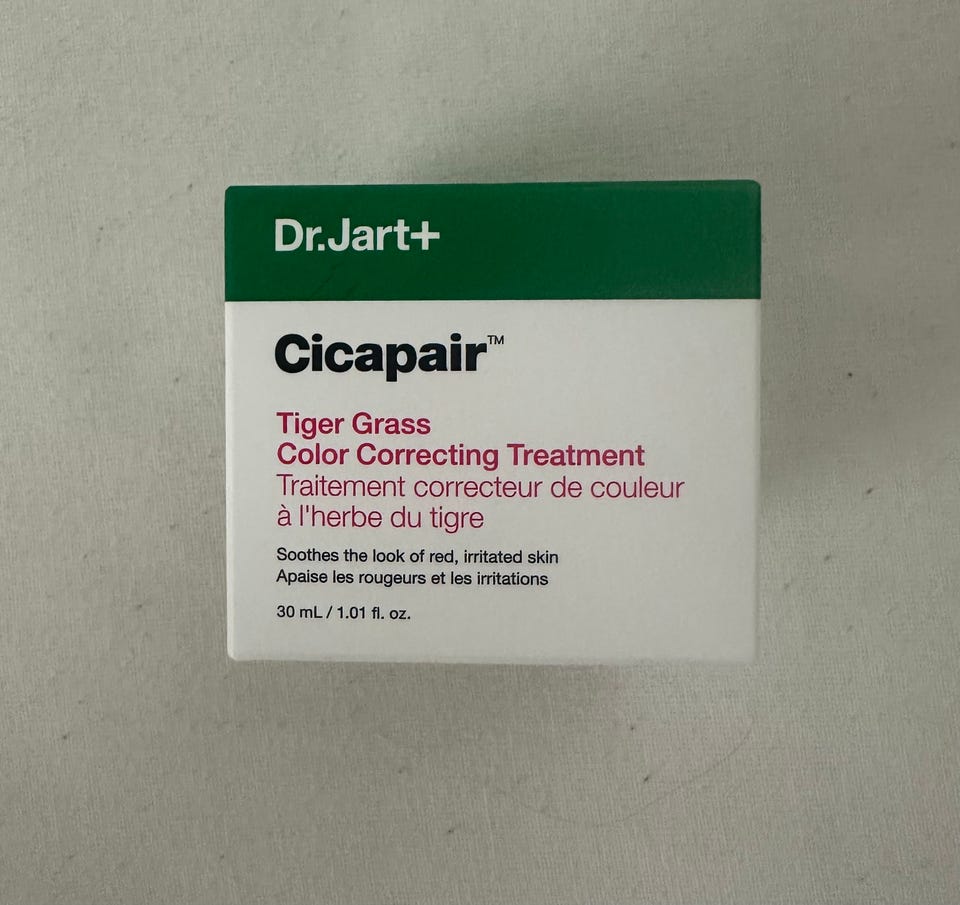 Dr.Jart+
Cicapair™
Tiger Grass
Color Correcting Treatment
Traitement correcteur de couleur
à l'herbe du tigre
Soothes the look of red, irritated skin
Apaise les rougeurs et les irritations
30 mL / 1.01 fl. oz.